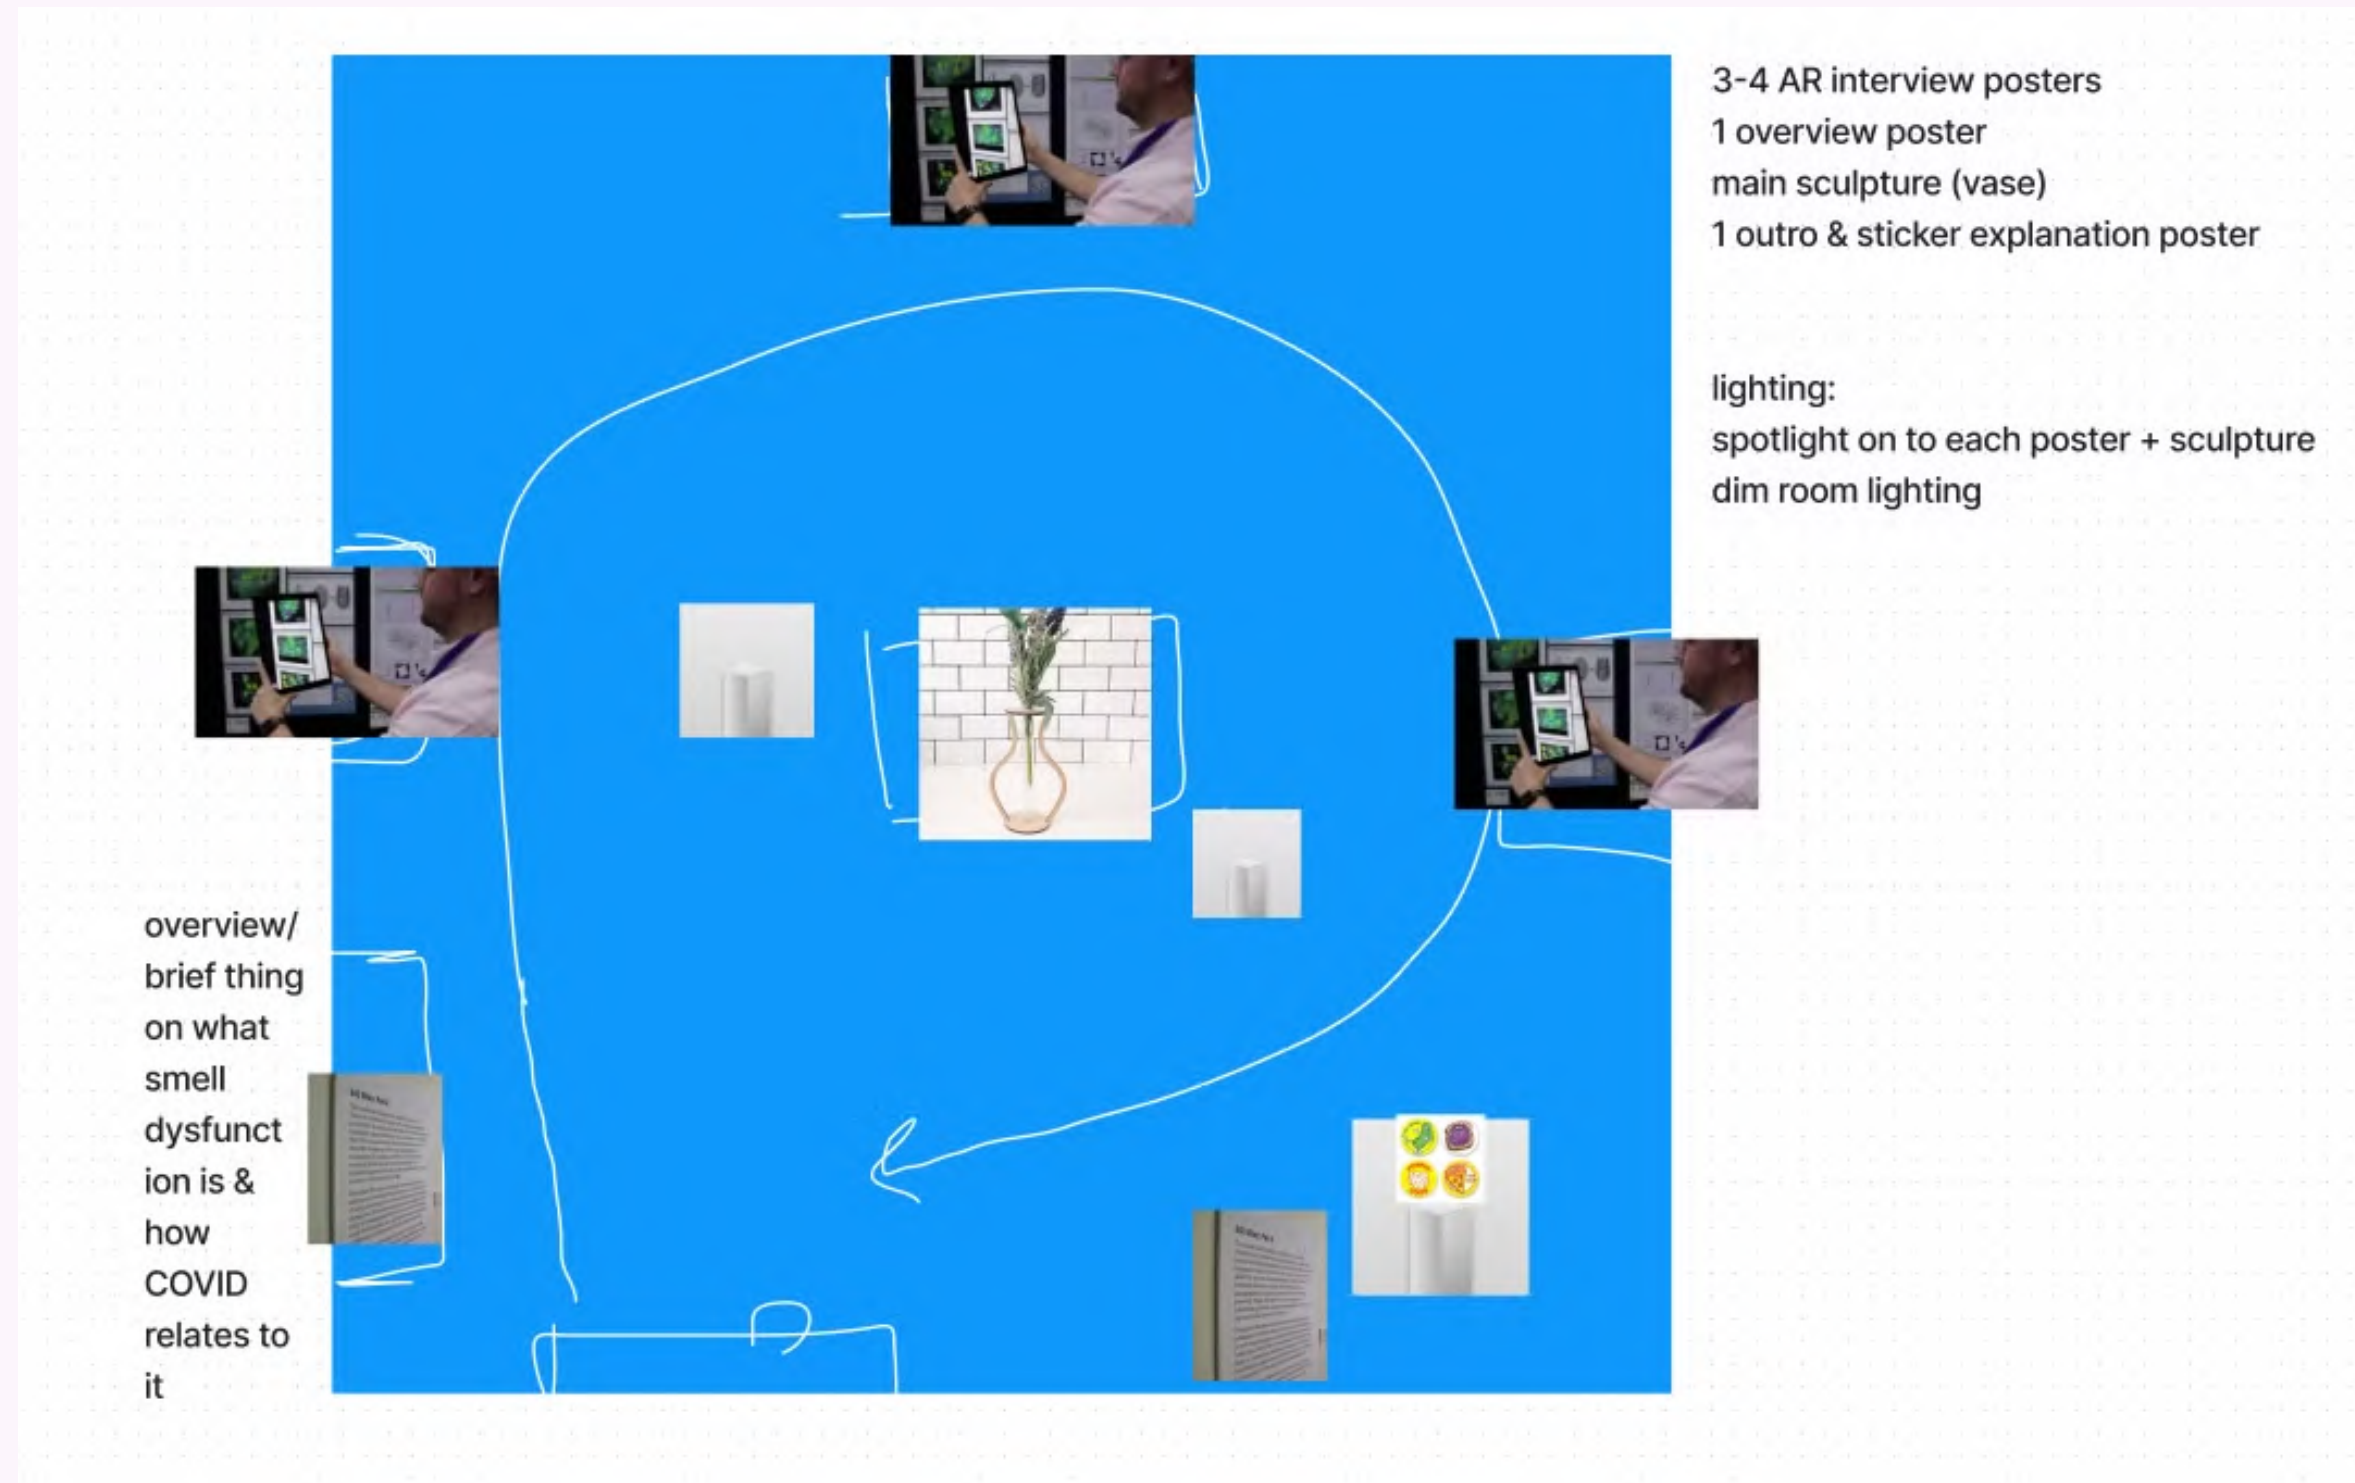 3-4 AR interview posters
1 overview poster
main sculpture (vase)
1 outro & sticker explanation poster
lighting:
spotlight on to each poster + sculpture
dim room lighting
overview/
brief thing
on what
smell
dysfunct
ion is &
how
COVID
relates to
it